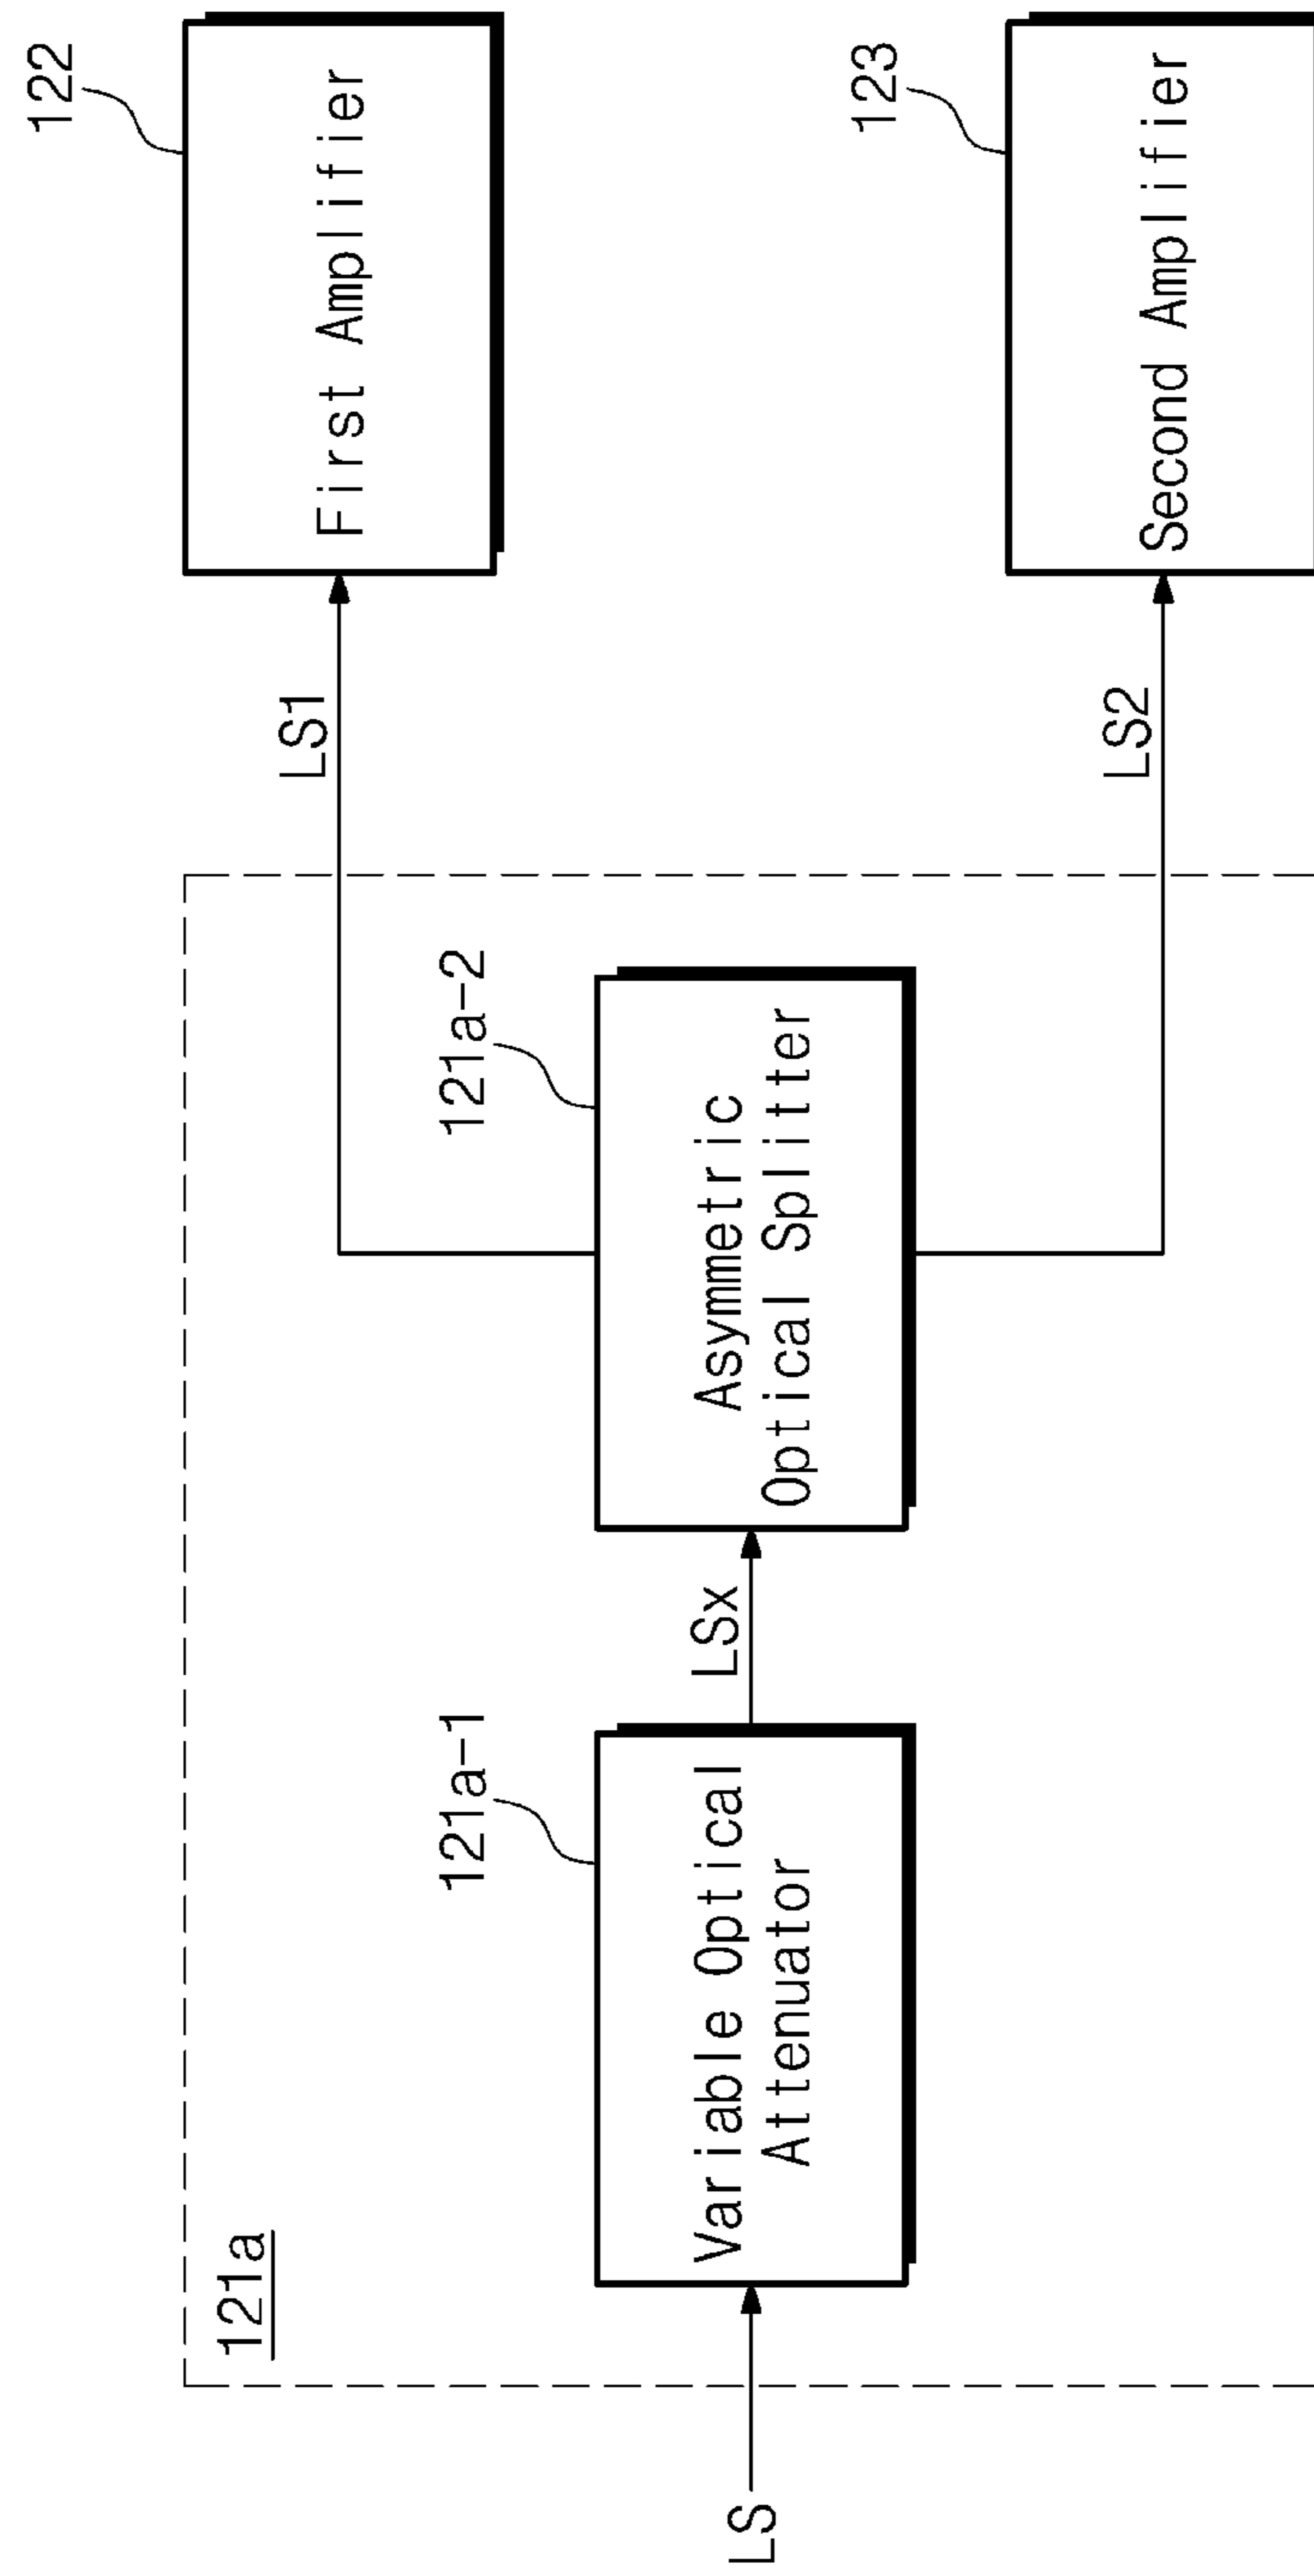 121a
LS
121a-1
Variable Optical
Attenuator
LSx
121a-2
Asymmetric
Optical Splitter
LS1
122
First Amplifier
LS2
123
Second Amplifier